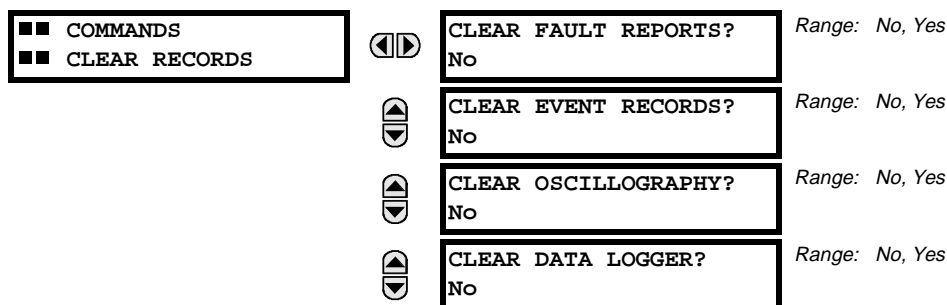 COMMANDS
CLEAR RECORDS
CLEAR FAULT REPORTS?
No
Range: No, Yes
CLEAR EVENT RECORDS?
No
Range: No, Yes
CLEAR OSCILLOGRAPHY?
No
Range: No, Yes
CLEAR DATA LOGGER?
No
Range: No, Yes